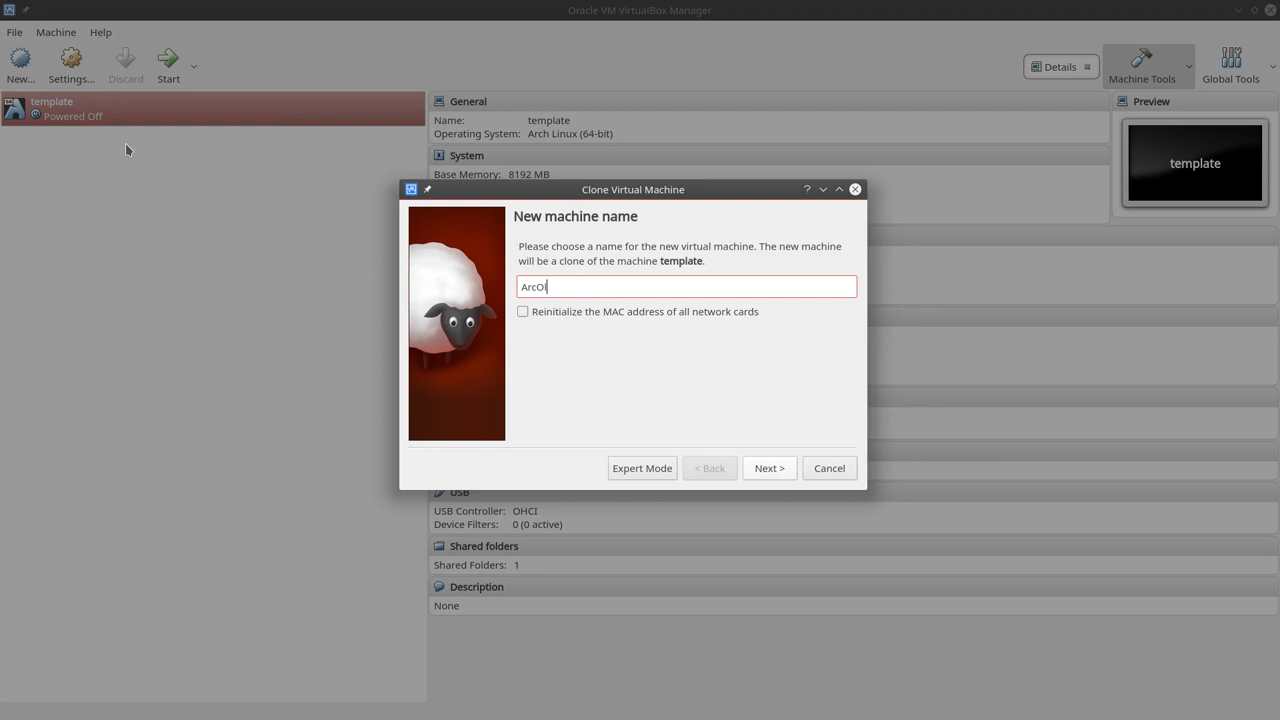 Oracle VM VirtualBox Manager
File Machine Help
New... Settings... Discard Start
Details Machine Tools Global Tools
template
Powered Off
General
Name: template
Operating System: Arch Linux (64-bit)
System
Base Memory: 8192 MB
Preview
template
Clone Virtual Machine
New machine name
Please choose a name for the new virtual machine. The new machine
will be a clone of the machine template.
Reinitialize the MAC address of all network cards
Expert Mode < Back Next > Cancel
USB
USB Controller: OHCI
Device Filters: 0 (0 active)
Shared folders
Shared Folders: 1
Description
None